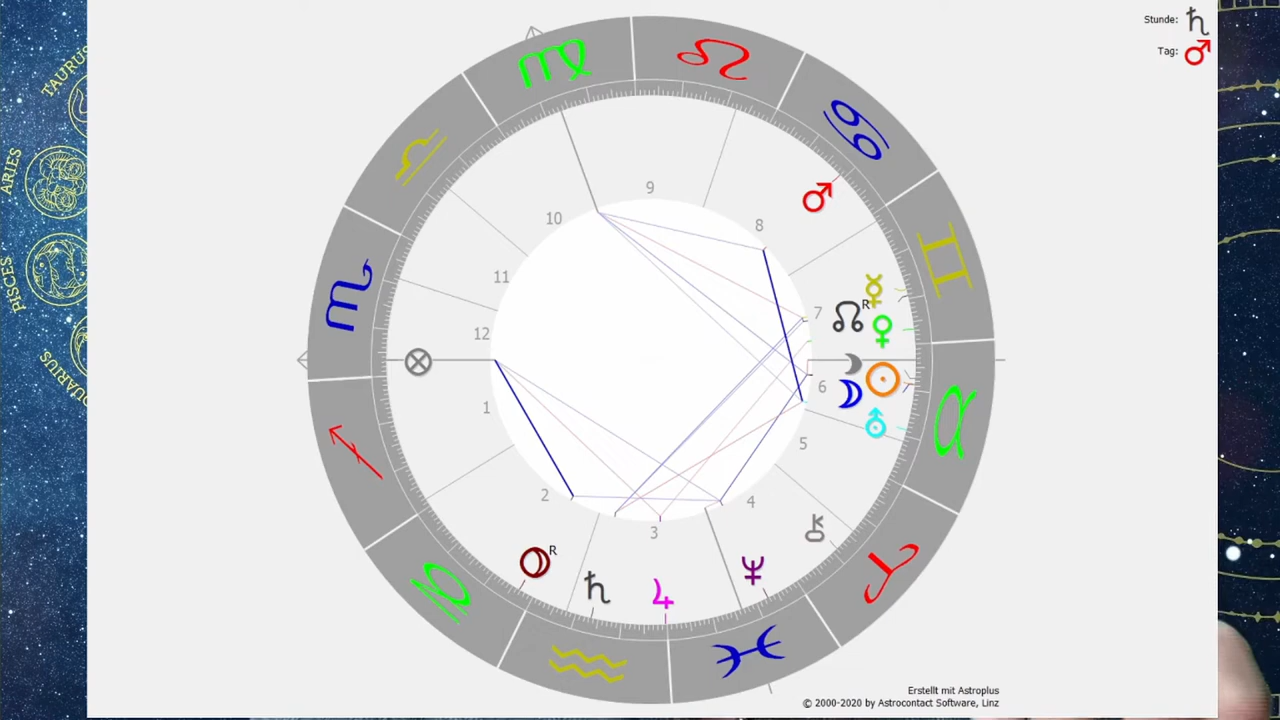 Stunde:
Tag:
TAURUS
ARIES
PISCES
9
10
8
11
7
R
12
6
1
5
2
4
3
R
Erstellt mit Astroplus
© 2000-2020 by Astrocontact Software, Linz